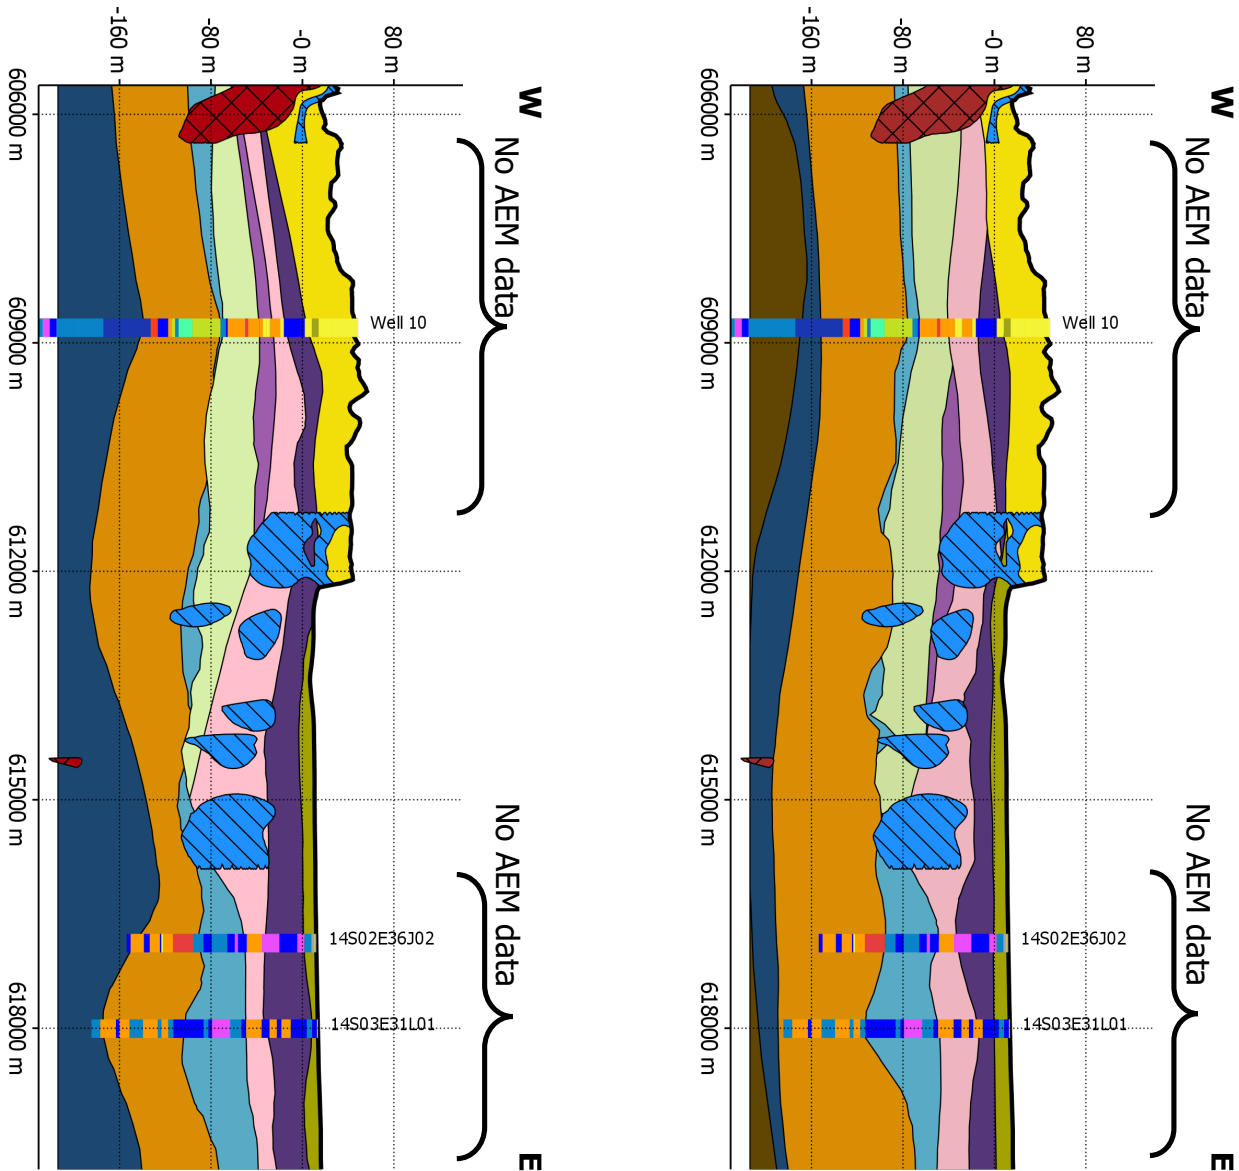 W
E
No AEM data
No AEM data
Well 10
14S02E36J02
14S03E31L01
80 m
-0 m
-80 m
-160 m
606000 m
609000 m
612000 m
615000 m
618000 m
W
E
No AEM data
No AEM data
Well 10
14S02E36J02
14S03E31L01
80 m
-0 m
-80 m
-160 m
606000 m
609000 m
612000 m
615000 m
618000 m